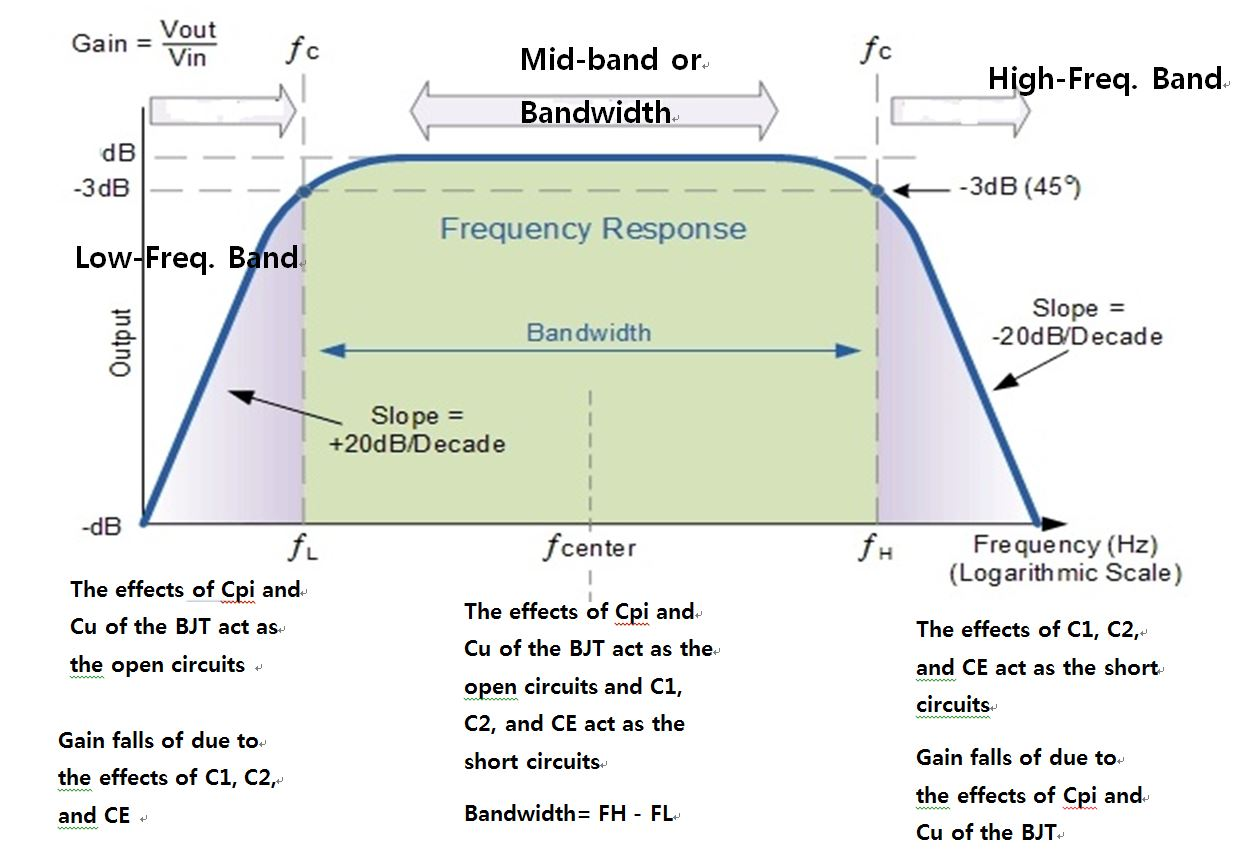 Gain = Vout
Vin
fC
Mid-band or
Bandwidth
fC
High-Freq. Band
dB
-3dB
-3dB (45°)
Frequency Response
Low-Freq. Band
Output
Bandwidth
Slope =
-20dB/Decade
Slope =
+20dB/Decade
-dB
fL
fcenter
fH
Frequency (Hz)
(Logarithmic Scale)
The effects of Cpi and
Cu of the BJT act as
the open circuits
Gain falls of due to
the effects of C1, C2,
and CE
The effects of Cpi and
Cu of the BJT act as the
open circuits and C1,
C2, and CE act as the
short circuits
Bandwidth= FH - FL
The effects of C1, C2,
and CE act as the short
circuits
Gain falls of due to
the effects of Cpi and
Cu of the BJT